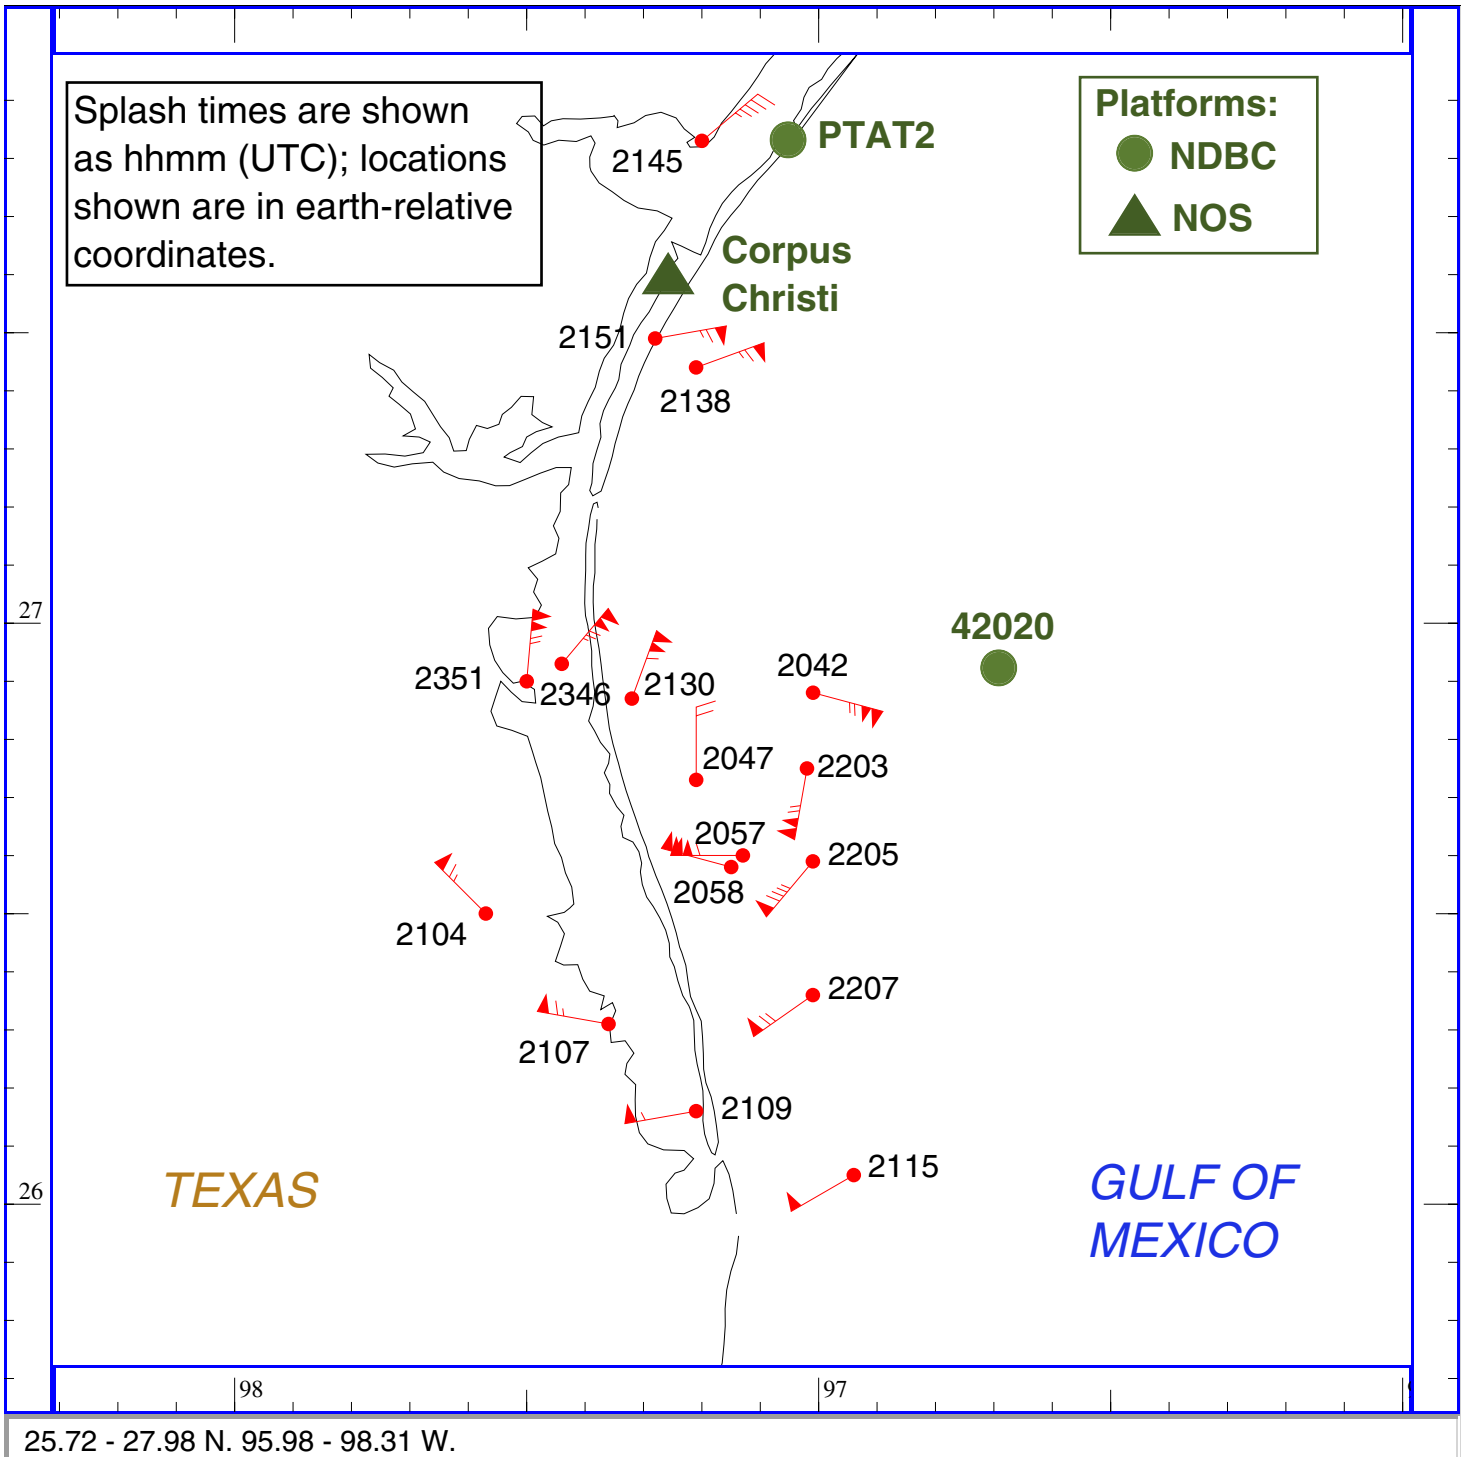 Splash times are shown
as hhmm (UTC); locations
shown are in earth-relative
coordinates.
Platforms:
NDBC
NOS
PTAT2
2145
Corpus
Christi
2151
2138
27
42020
2351
2346
2130
2042
2047
2203
2057
2205
2058
2104
2207
2107
2109
2115
26
TEXAS
GULF OF
MEXICO
98
97
25.72 - 27.98 N. 95.98 - 98.31 W.